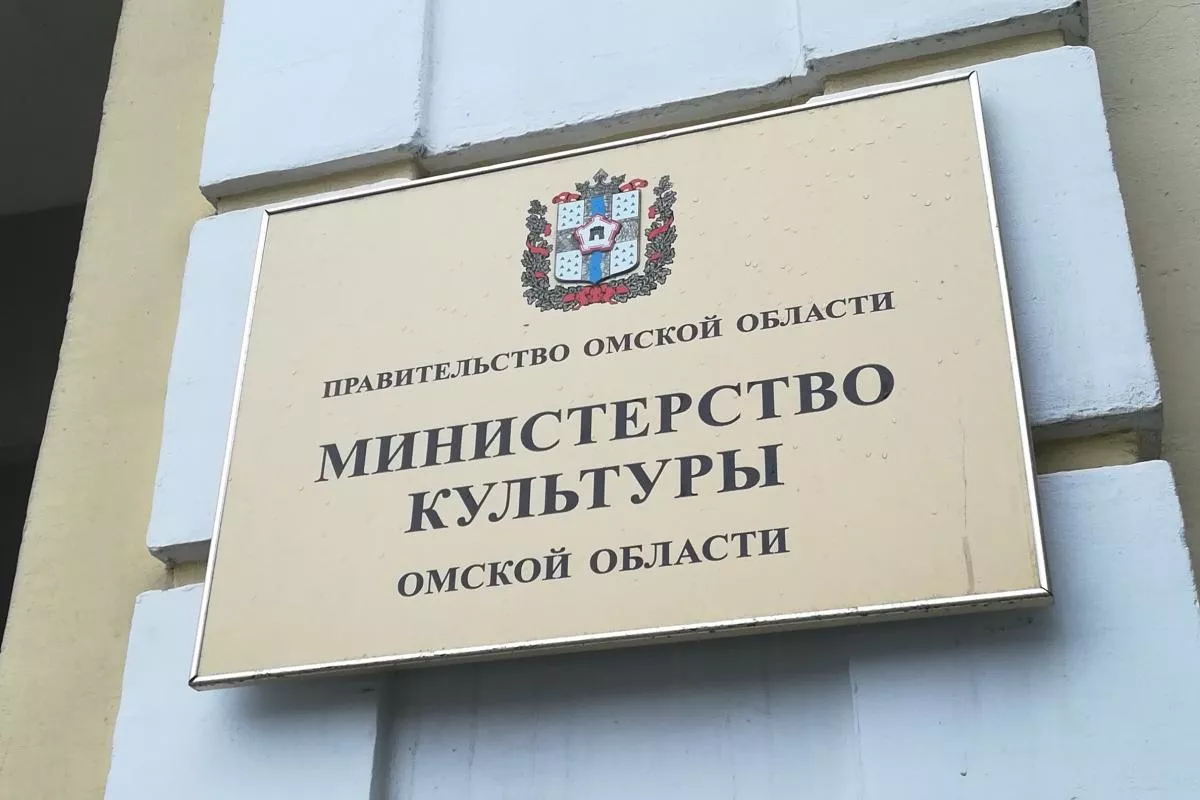 ПРАВИТЕЛЬСТВО ОМСКОЙ ОБЛАСТИ
МИНИСТЕРСТВО
КУЛЬТУРЫ
ОМСКОЙ ОБЛАСТИ